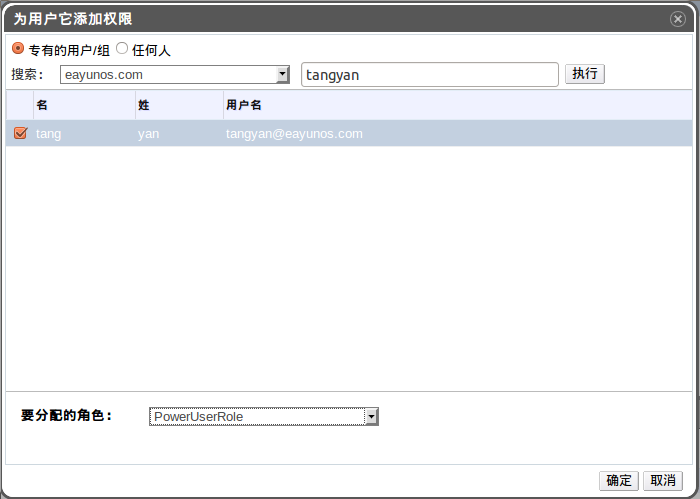 为用户它添加权限
专有的用户/组 任何人
搜索: eayunos.com tangyan 执行
名 姓 用户名
tang yan tangyan@eayunos.com
要分配的角色: PowerUserRole
确定 取消